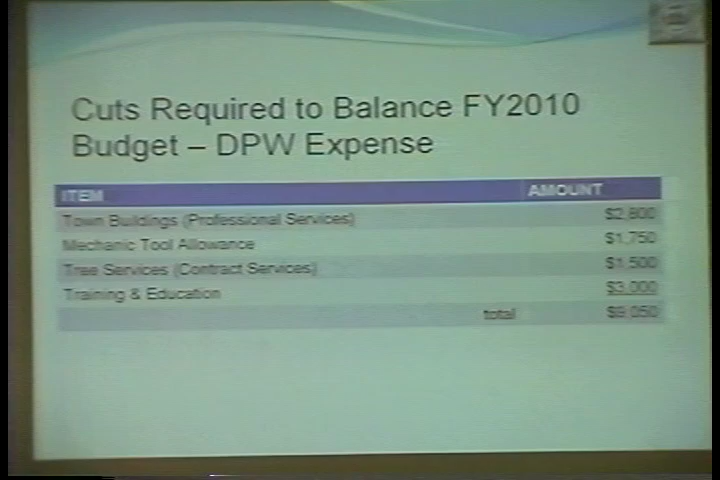 Cuts Required to Balance FY2010
Budget – DPW Expense
ITEM AMOUNT
Town Buildings (Professional Services) $2,800
Mechanic Tool Allowance $1,750
Tree Services (Contract Services) $1,500
Training & Education $3,000
total $9,050